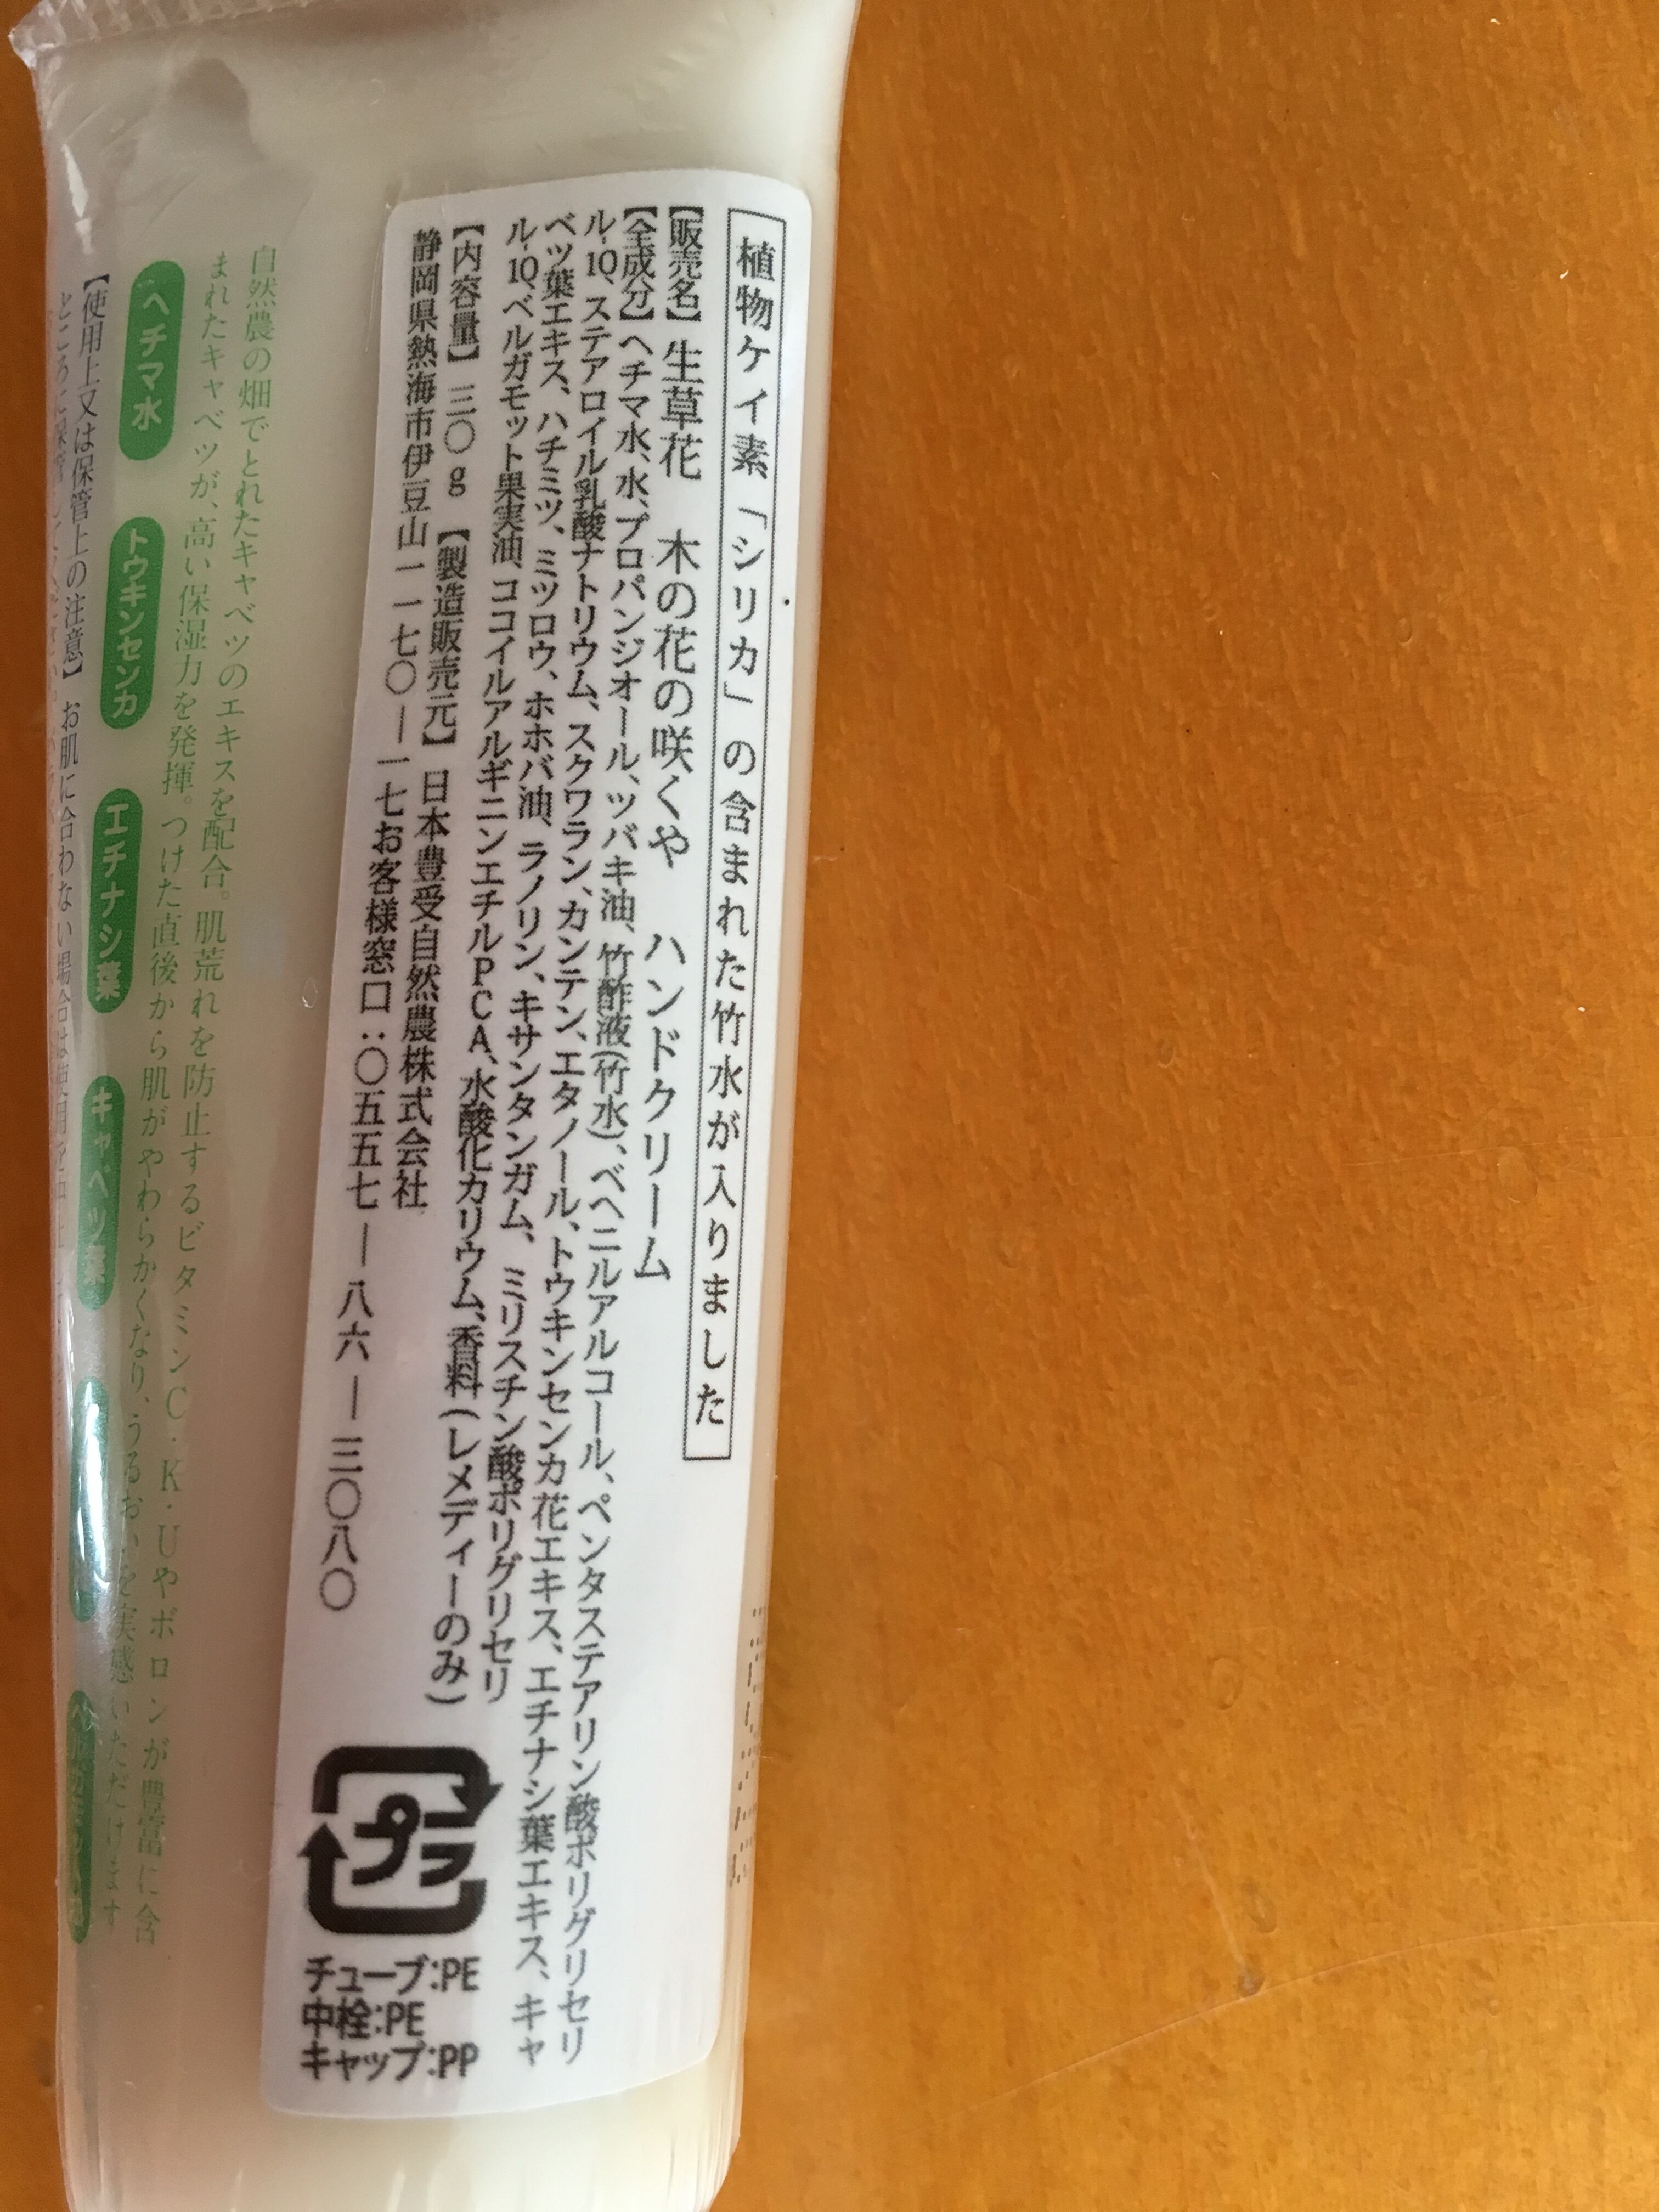 植物ケイ素「シリカ」の含まれた竹水が入りました
【販売名】生草花 木の花の咲くや ハンドクリーム
【全成分】ヘチマ水、水、プロパンジオール、ツバキ油、竹酢液(竹水)、ベヘニルアルコール、ペンタステアリン酸ポリグリセリ
ル-10、ステアロイル乳酸ナトリウム、スクワラン、カンテン、エタノール、トウキンセンカ花エキス、エチナシ葉エキス、キャ
ベツ葉エキス、ハチミツ、ミツロウ、ホホバ油、ラノリン、キサンタンガム、ミリスチン酸ポリグリセリ
ル-10、ベルガモット果実油、ココイルアルギニンエチルPCA、水酸化カリウム、香料(レメディーのみ)
【内容量】三〇g 【製造販売元】日本豊受自然農株式会社
静岡県熱海市伊豆山一一七〇―一七お客様窓口:〇五五七―八六―三〇八〇
プラ
チューブ:PE
中栓:PE
キャップ:PP
自然農の畑でとれたキャベツのエキスを配合。肌荒れを防止するビタミンC・K・Uやボロンが豊富に含
まれたキャベツが、高い保湿力を発揮。つけた直後から肌がやわらかくなり、うるおいを実感いただけます
ヘチマ水
トウキンセンカ
エチナシ葉
キャベツ葉
【使用上又は保管上の注意】お肌に合わない場合は使用を